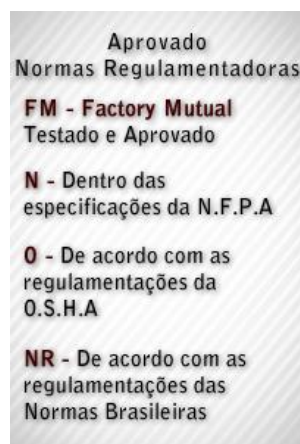 Aprovado
Normas Regulamentadoras
FM - Factory Mutual
Testado e Aprovado
N - Dentro das
especificações da N.F.P.A
O - De acordo com as
regulamentações da
O.S.H.A
NR - De acordo com as
regulamentações das
Normas Brasileiras